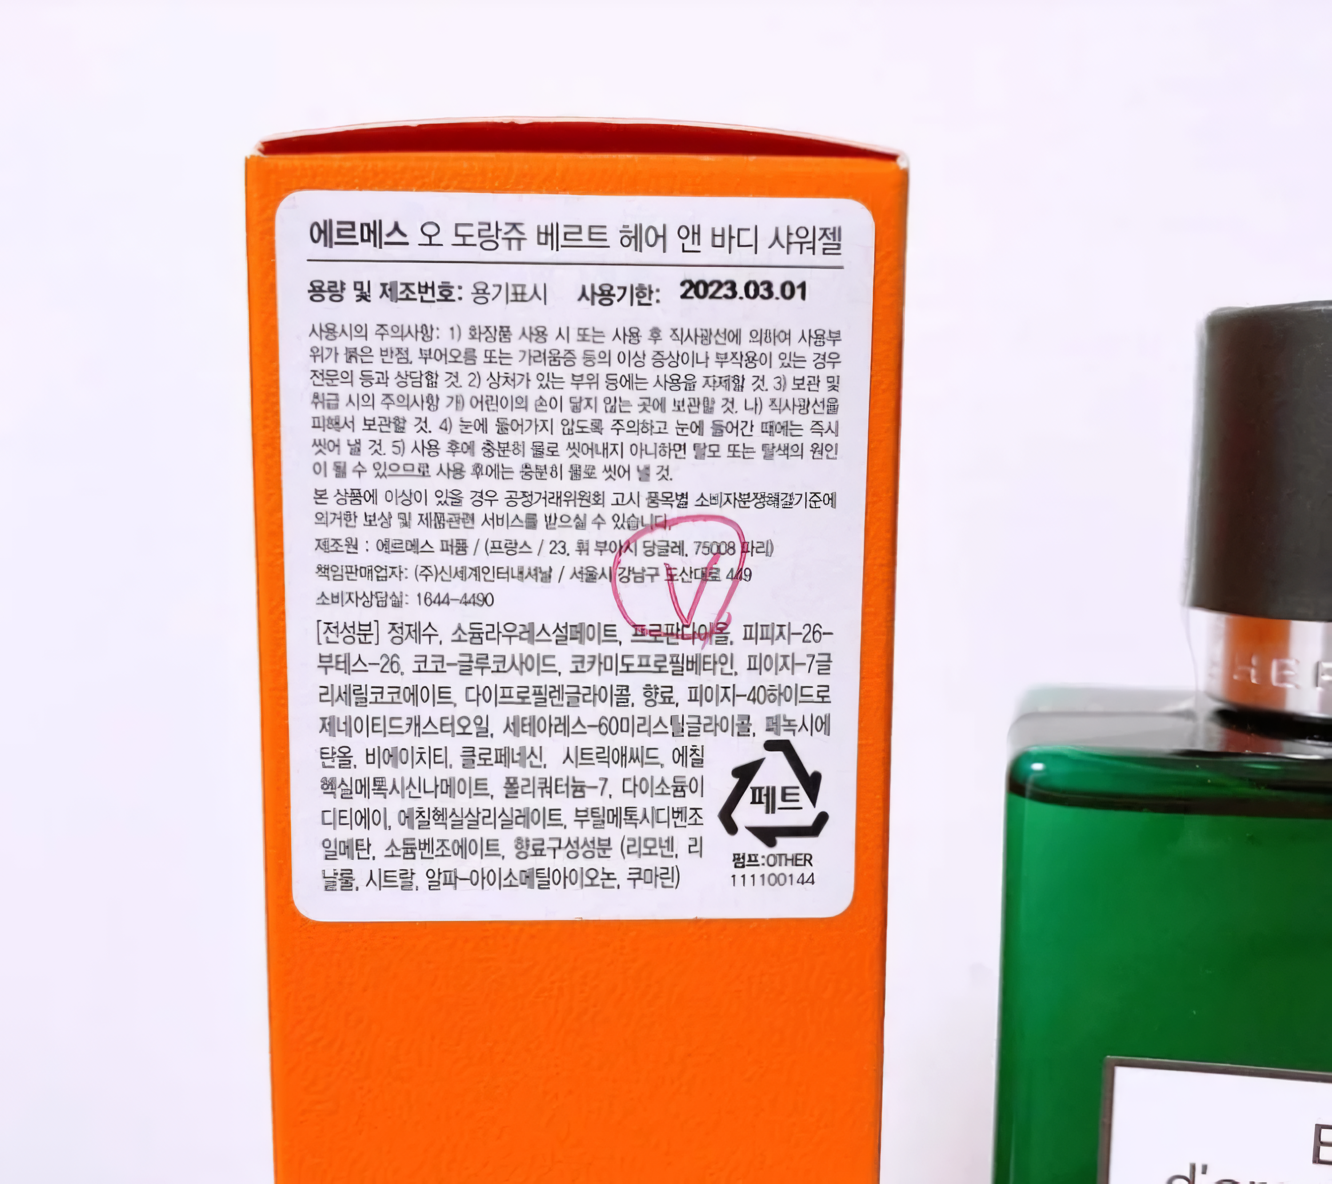 에르메스 오 도랑쥬 베르트 헤어 앤 바디 샤워젤
용량 및 제조번호: 용기표시 사용기한: 2023.03.01
사용시의 주의사항: 1) 화장품 사용 시 또는 사용 후 직사광선에 의하여 사용부
위가 붉은 반점, 부어오름 또는 가려움증 등의 이상 증상이나 부작용이 있는 경우
전문의 등과 상담할 것. 2) 상처가 있는 부위 등에는 사용을 자제할 것. 3) 보관 및
취급 시의 주의사항 가) 어린이의 손이 닿지 않는 곳에 보관할 것. 나) 직사광선을
피해서 보관할 것. 4) 눈에 들어가지 않도록 주의하고 눈에 들어간 때에는 즉시
씻어 낼 것. 5) 사용 후에 충분히 물로 씻어내지 아니하면 탈모 또는 탈색의 원인
이 될 수 있으므로 사용 후에는 충분히 물로 씻어 낼 것.
본 상품에 이상이 있을 경우 공정거래위원회 고시 품목별 소비자분쟁해결기준에
의거한 보상 및 제품관련 서비스를 받으실 수 있습니다.
제조원 : 에르메스 퍼퓸 / (프랑스 / 23, 휘 부아시 당글레, 75008 파리)
책임판매업자: (주)신세계인터내셔날 / 서울시 강남구 도산대로 449
소비자상담실: 1644-4490
[전성분] 정제수, 소듐라우레스설페이트, 프로판다이올, 피피지-26-
부테스-26, 코코-글루코사이드, 코카미도프로필베타인, 피이지-7글
리세릴코코에이트, 다이프로필렌글라이콜, 향료, 피이지-40하이드로
제네이티드캐스터오일, 세테아레스-60미리스틸글라이콜, 페녹시에
탄올, 비에이치티, 클로페네신, 시트릭애씨드, 에칠
헥실메톡시신나메이트, 폴리쿼터늄-7, 다이소듐이
디티에이, 에칠헥실살리실레이트, 부틸메톡시디벤조
일메탄, 소듐벤조에이트, 향료구성성분 (리모넨, 리
날룰, 시트랄, 알파-아이소메틸아이오논, 쿠마린)
페트
펌프:OTHER
111100144